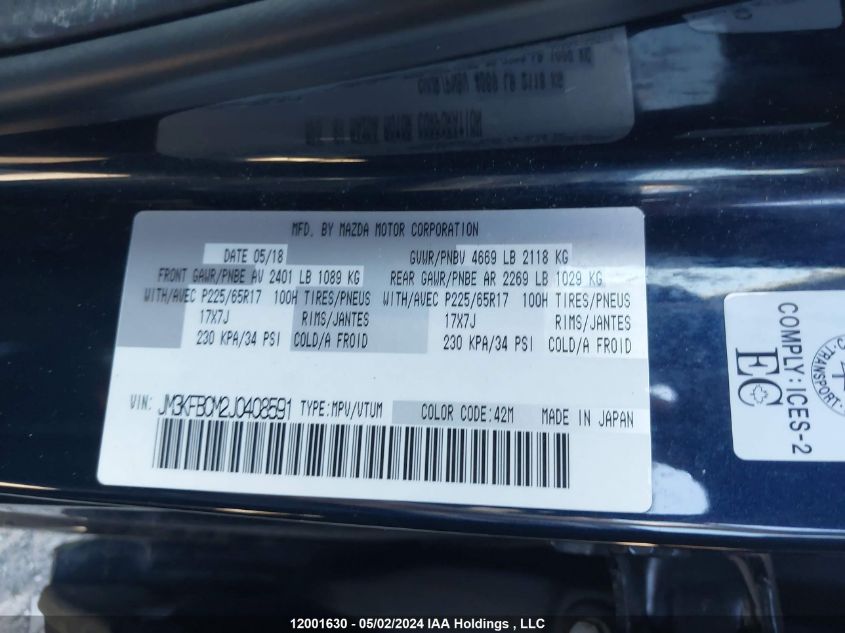 MFD. BY MAZDA MOTOR CORPORATION
DATE 05/18 GVWR/PNBV 4669 LB 2118 KG
FRONT GAWR/PNBE AV 2401 LB 1089 KG REAR GAWR/PNBE AR 2269 LB 1029 KG
WITH/AVEC P225/65R17 100H TIRES/PNEUS WITH/AVEC P225/65R17 100H TIRES/PNEUS
17X7J RIMS/JANTES 17X7J RIMS/JANTES
230 KPA/34 PSI COLD/A FROID 230 KPA/34 PSI COLD/A FROID
VIN: JM3KFBCM2J0408591 TYPE:MPV/VTUM COLOR CODE:42M MADE IN JAPAN
COMPLY: ICES-2
EC
TRANSPORT
12001630 - 05/02/2024 IAA Holdings , LLC